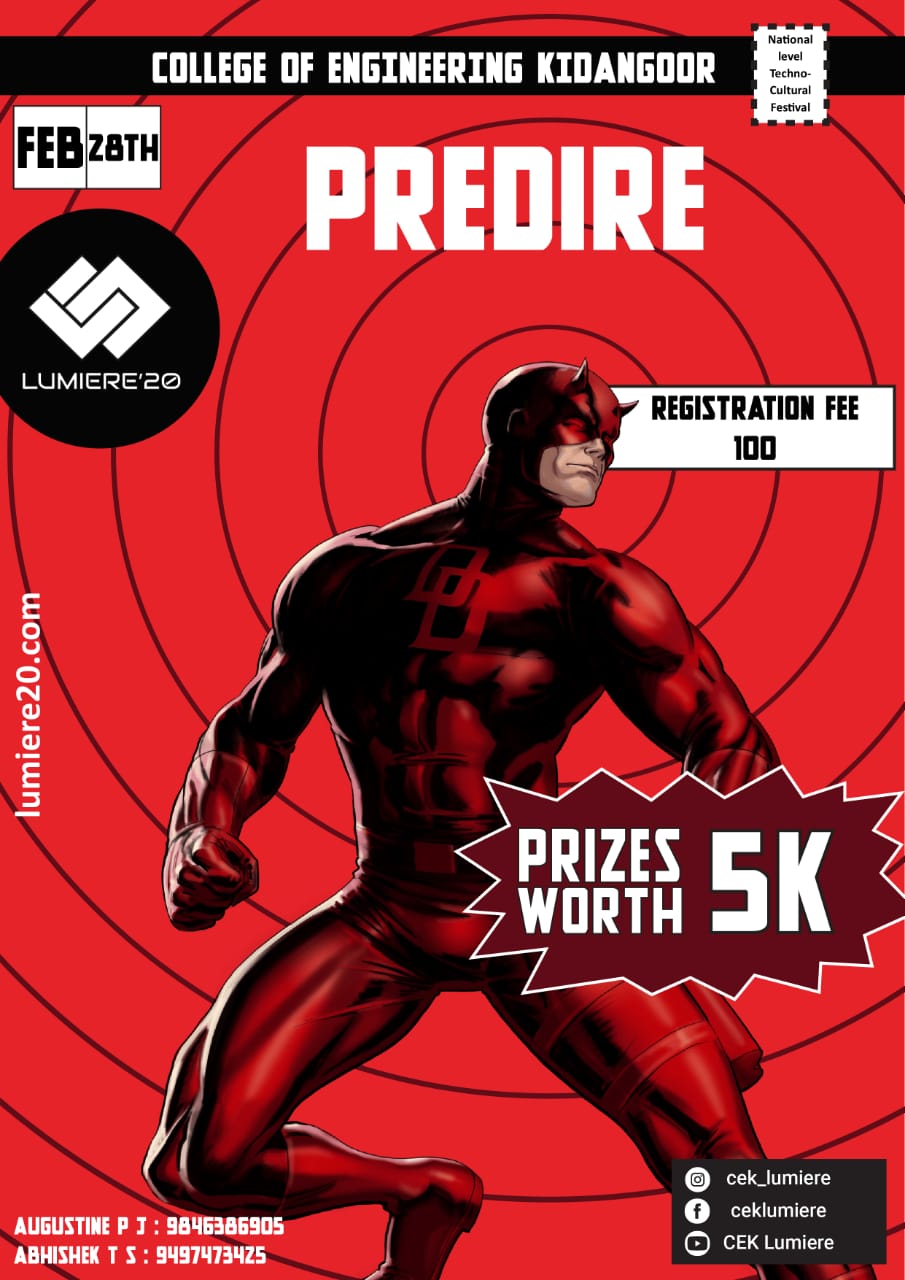 COLLEGE OF ENGINEERING KIDANGOOR
National
level
Techno-
Cultural
Festival
FEB 28TH
PREDIRE
LUMIERE'20
REGISTRATION FEE
100
DD
lumiere20.com
PRIZES
WORTH 5K
cek_lumiere
ceklumiere
CEK Lumiere
AUGUSTINE P J : 9846386905
ABHISHEK T S : 9497473425